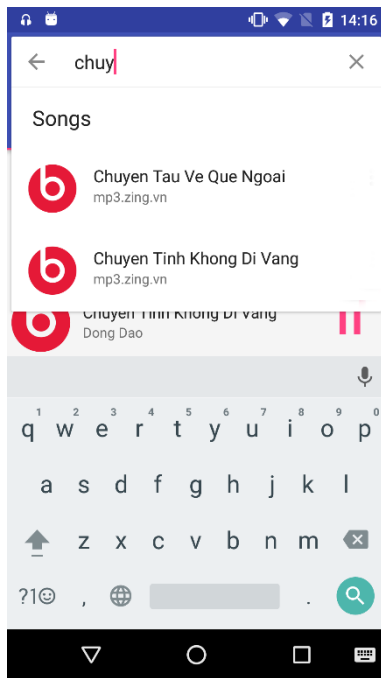 14:16
chuy
Songs
Chuyen Tau Ve Que Ngoai
mp3.zing.vn
Chuyen Tinh Khong Di Vang
mp3.zing.vn
Chuyen Tinh Khong Di Vang
Dong Dao
1 2 3 4 5 6 7 8 9 0
q w e r t y u i o p
a s d f g h j k l
z x c v b n m
?1☺ , .